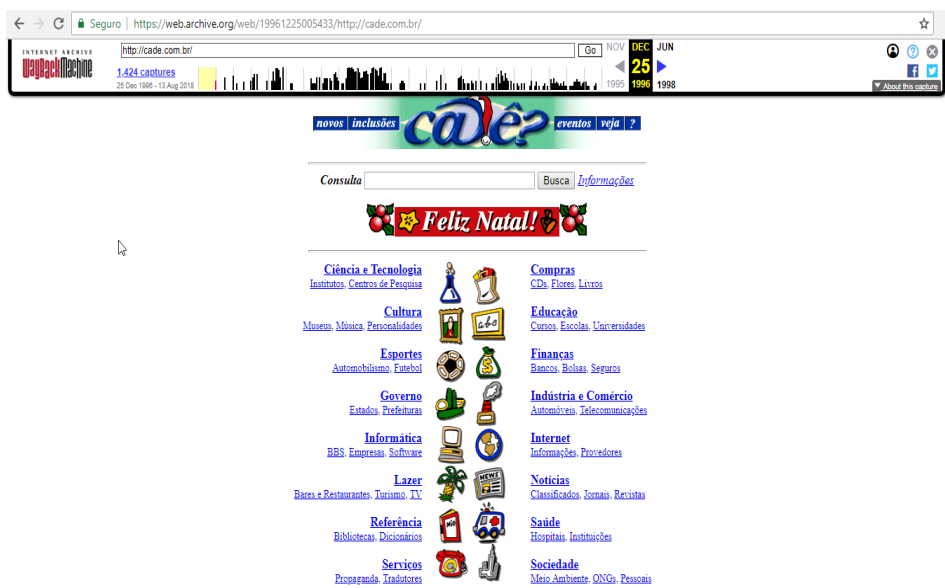 Seguro | https://web.archive.org/web/19961225005433/http://cade.com.br/
INTERNET ARCHIVE
WayBackMachine
http://cade.com.br/ Go
1,424 captures
25 Dec 1996 - 13 Aug 2018
NOV DEC JUN
25
1995 1996 1998
About this capture
novos inclusões cadê? eventos veja ?
Consulta Busca Informações
Feliz Natal!
Ciência e Tecnologia
Institutos, Centros de Pesquisa
Compras
CDs, Flores, Livros
Cultura
Museus, Música, Personalidades
abc
Educação
Cursos, Escolas, Universidades
Esportes
Automobilismo, Futebol
Finanças
Bancos, Bolsas, Seguros
Governo
Estados, Prefeituras
Indústria e Comércio
Automóveis, Telecomunicações
Informática
BBS, Empresas, Software
Internet
Informações, Provedores
Lazer
Bares e Restaurantes, Turismo, TV
NEWS
Notícias
Classificados, Jornais, Revistas
Referência
Bibliotecas, Dicionários
Saúde
Hospitais, Instituições
Serviços
Propaganda, Tradutores
Sociedade
Meio Ambiente, ONGs, Pessoais